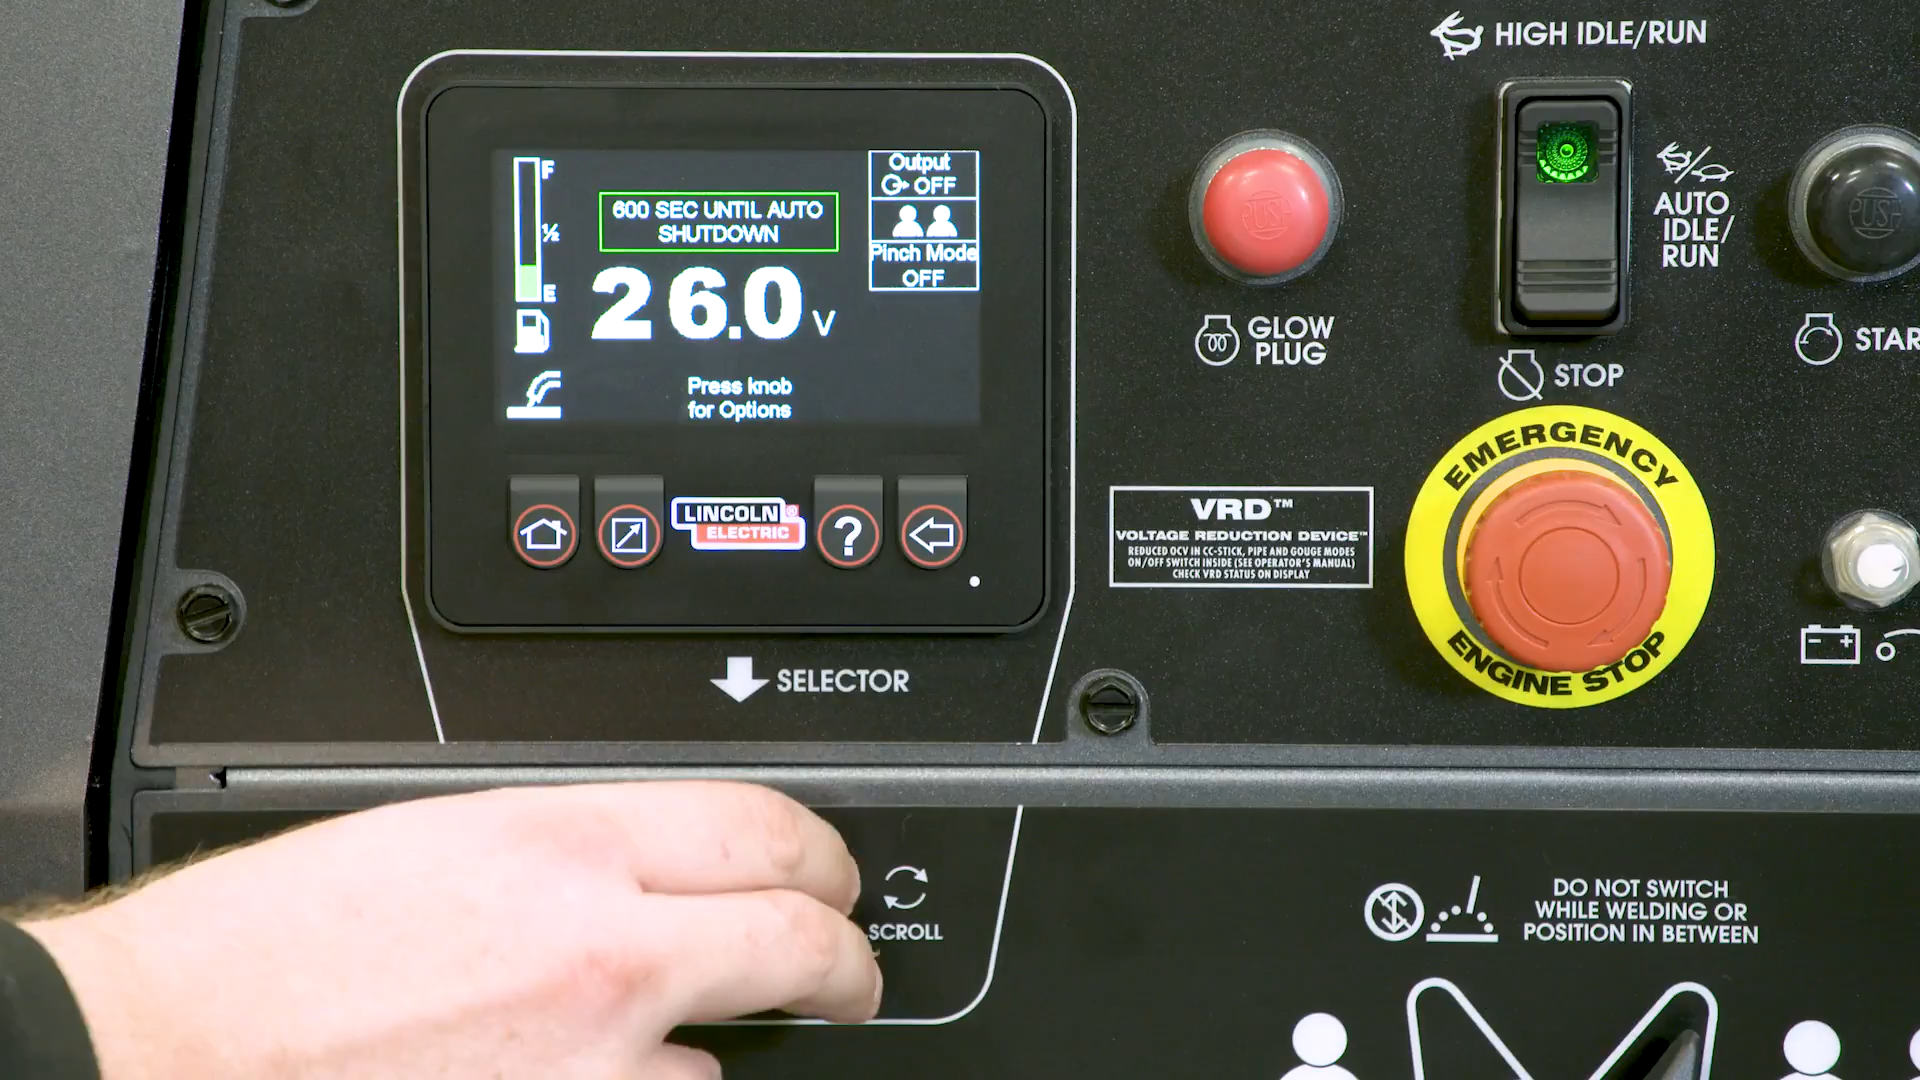 HIGH IDLE/RUN
F
½
E
600 SEC UNTIL AUTO
SHUTDOWN
26.0 V
Press knob
for Options
Output
OFF
Pinch Mode
OFF
LINCOLN®
ELECTRIC
?
SELECTOR
PUSH
GLOW
PLUG
AUTO
IDLE/
RUN
STOP
PUSH
STAR
VRD™
VOLTAGE REDUCTION DEVICE™
REDUCED OCV IN CC-STICK, PIPE AND GOUGE MODES
ON/OFF SWITCH INSIDE (SEE OPERATOR'S MANUAL)
CHECK VRD STATUS ON DISPLAY
EMERGENCY
ENGINE STOP
- +
SCROLL
DO NOT SWITCH
WHILE WELDING OR
POSITION IN BETWEEN